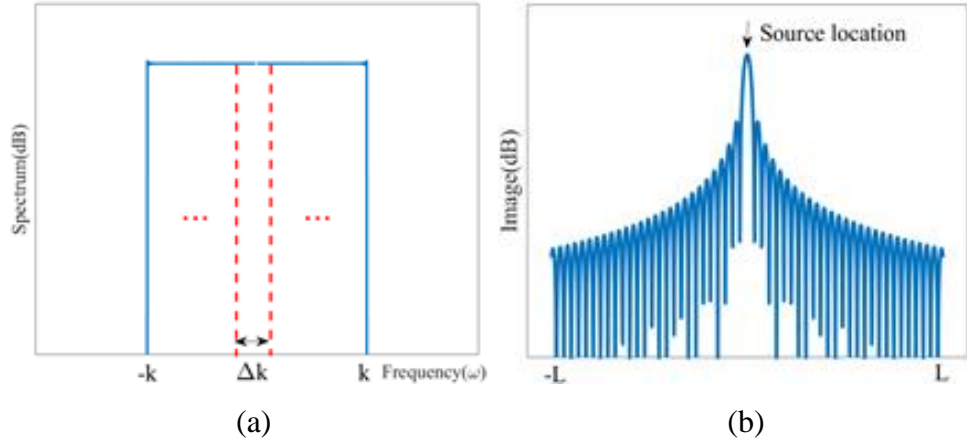 Source location
Spectrum(dB)
Image(dB)
...
...
-k
Δk
k
Frequency(ω)
-L
L
(a)
(b)